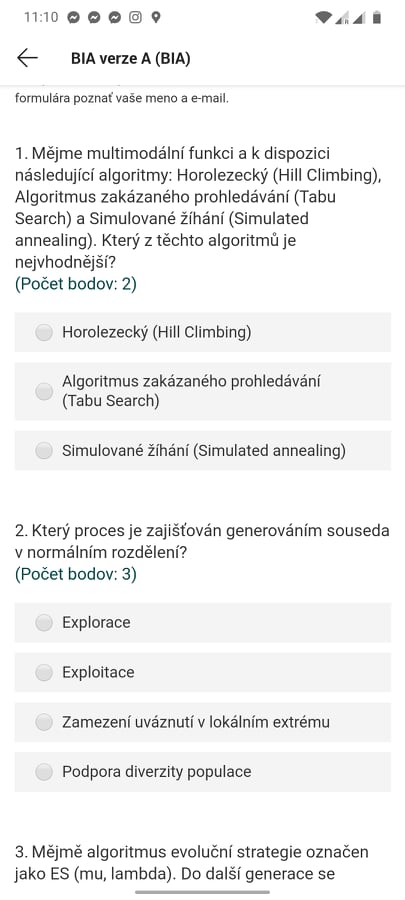 11:10
BIA verze A (BIA)
formulára poznať vaše meno a e-mail.
1. Mějme multimodální funkci a k dispozici
následující algoritmy: Horolezecký (Hill Climbing),
Algoritmus zakázaného prohledávání (Tabu
Search) a Simulované žíhání (Simulated
annealing). Který z těchto algoritmů je
nejvhodnější?
(Počet bodov: 2)
Horolezecký (Hill Climbing)
Algoritmus zakázaného prohledávání
(Tabu Search)
Simulované žíhání (Simulated annealing)
2. Který proces je zajišťován generováním souseda
v normálním rozdělení?
(Počet bodov: 3)
Explorace
Exploitace
Zamezení uváznutí v lokálním extrému
Podpora diverzity populace
3. Mějmě algoritmus evoluční strategie označen
jako ES (mu, lambda). Do další generace se